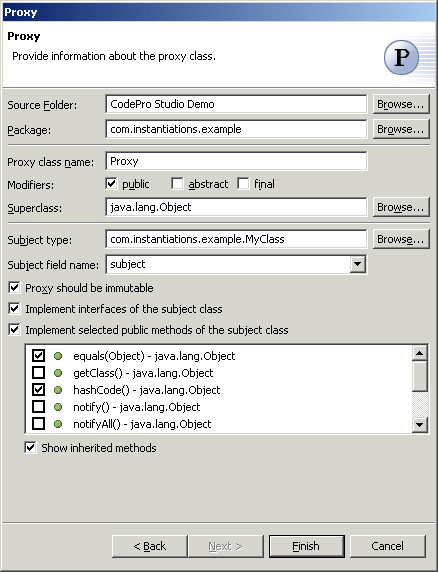 Proxy
Proxy
Provide information about the proxy class.
P
Source Folder: CodePro Studio Demo Browse...
Package: com.instantiations.example Browse...
Proxy class name: Proxy
Modifiers: public abstract final
Superclass: java.lang.Object Browse...
Subject type: com.instantiations.example.MyClass Browse...
Subject field name: subject
Proxy should be immutable
Implement interfaces of the subject class
Implement selected public methods of the subject class
equals(Object) - java.lang.Object
getClass() - java.lang.Object
hashCode() - java.lang.Object
notify() - java.lang.Object
notifyAll() - java.lang.Object
Show inherited methods
< Back Next > Finish Cancel